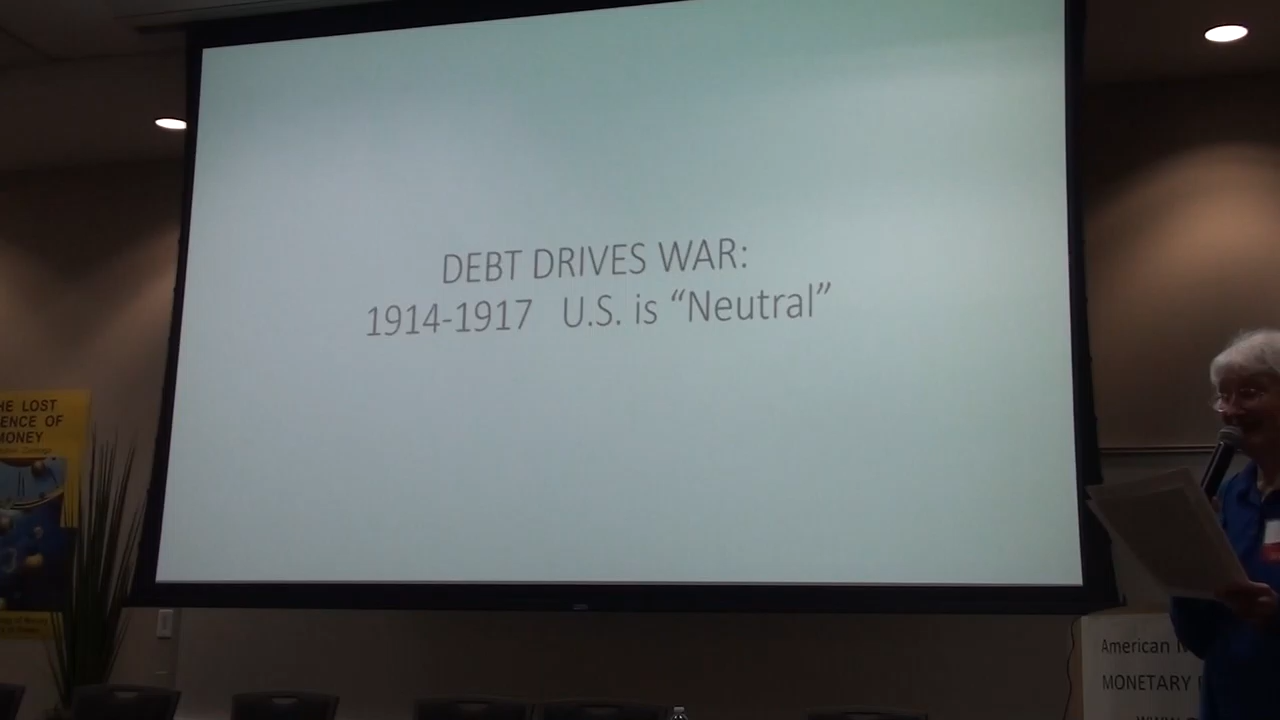 DEBT DRIVES WAR:
1914-1917 U.S. is “Neutral”
HE LOST
ENCE OF
MONEY
American
MONETARY